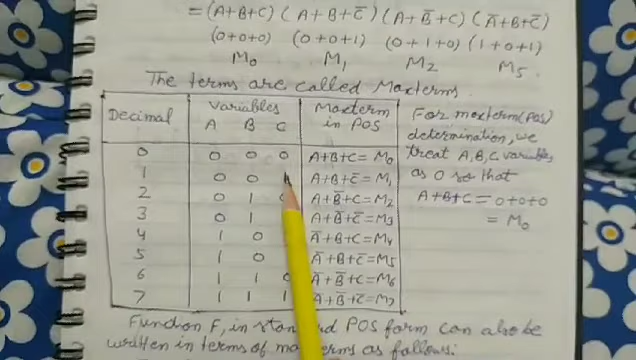 = (A+B+C) (A+B+C̅) (A+B̅+C) (A̅+B+C̅)
(0+0+0) (0+0+1) (0+1+0) (1+0+1)
M₀ M₁ M₂ M₅.
The terms are called Maxterms.
Decimal Variables Maxterm
A B C in POS
0 0 0 0 A+B+C = M₀
1 0 0 A+B+C̅ = M₁
2 0 1 A+B̅+C = M₂
3 0 1 A+B̅+C̅ = M₃
4 1 0 A̅+B+C = M₄
5 1 0 A̅+B+C̅ = M₅
6 1 1 0 A̅+B̅+C = M₆
7 1 1 1 A̅+B̅+C̅ = M₇
For maxterm (POS)
determination, we
treat A, B, C variables
as 0 so that
A+B+C = 0+0+0
= M₀
Function F, in POS form can also be
written in terms of as follows: